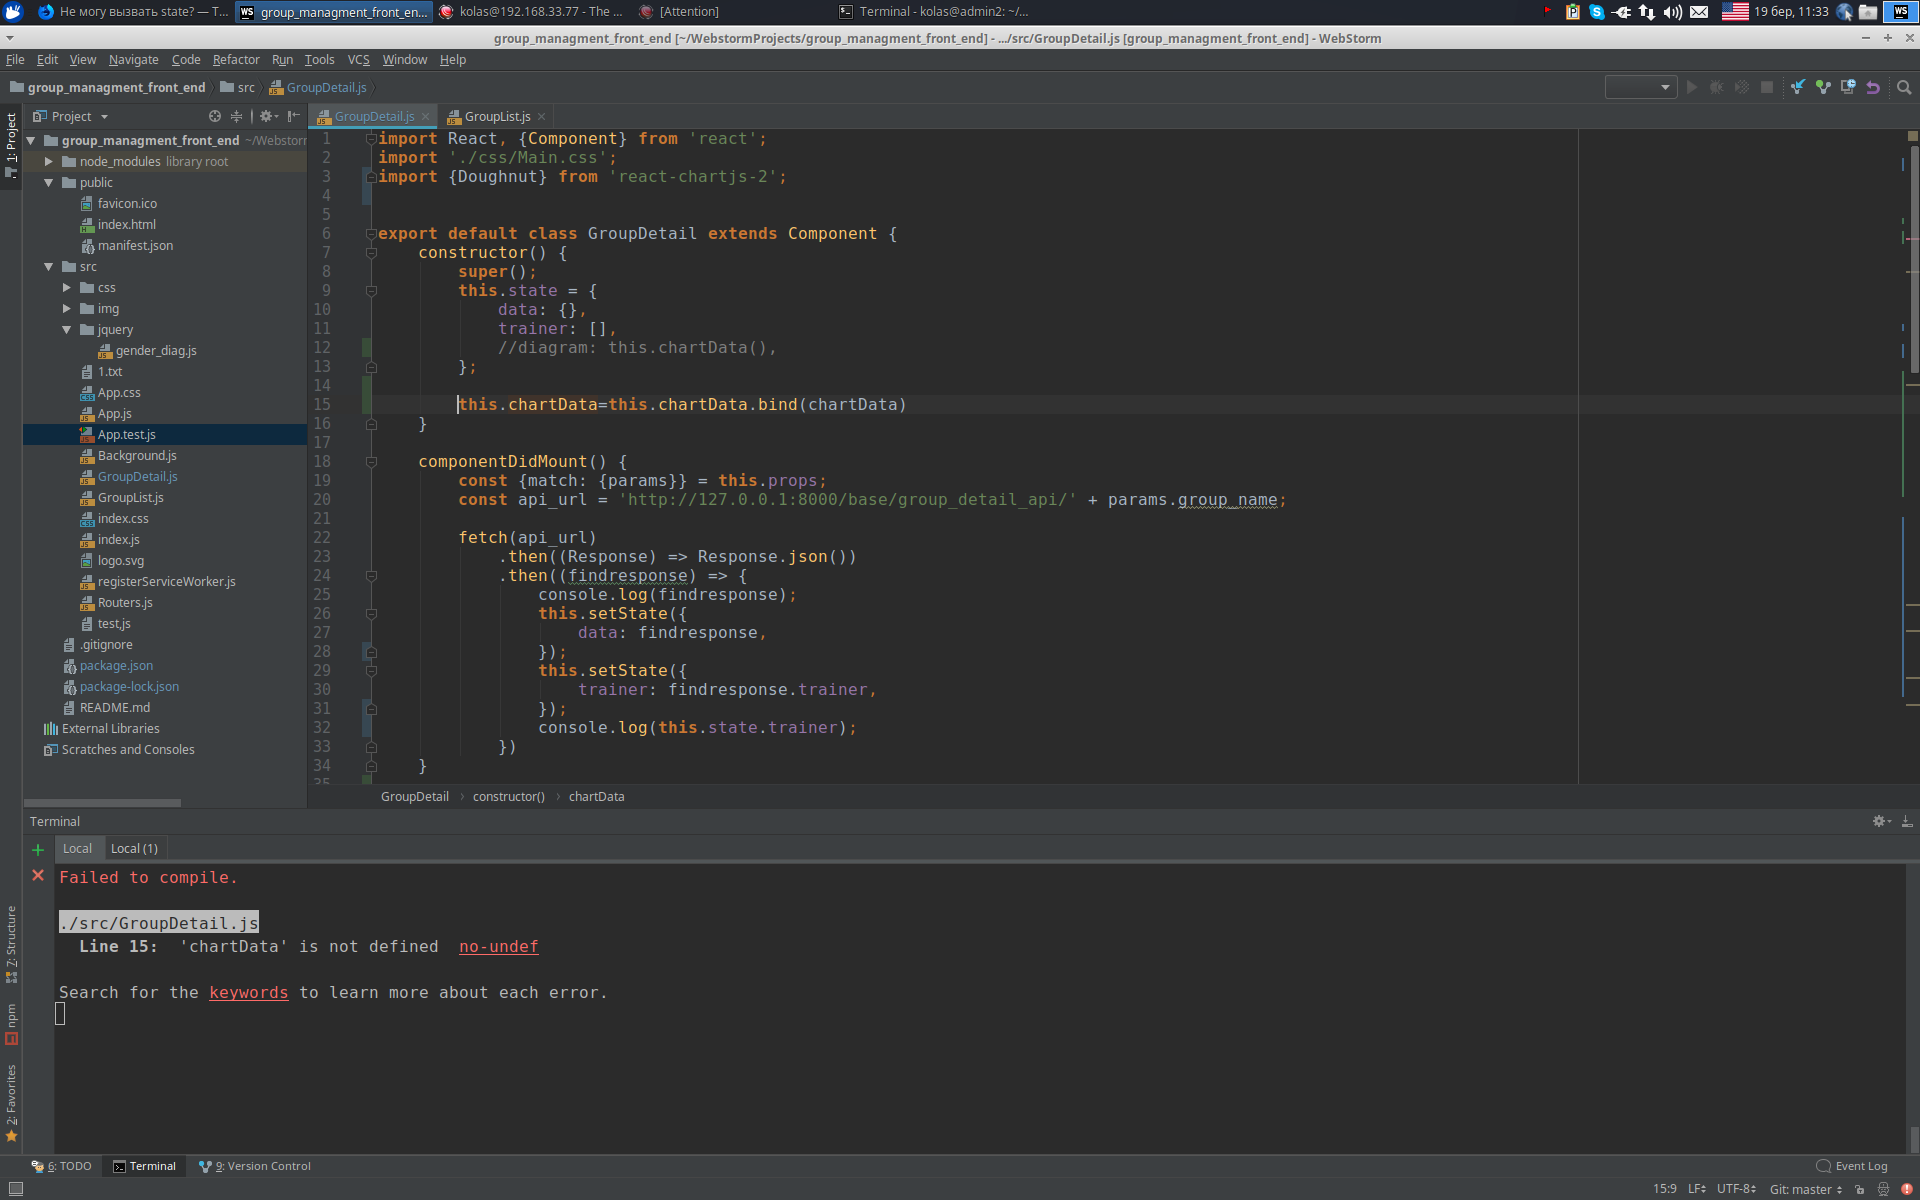 Не могу вызвать state? — T...
WS group_managment_front_en...
kolas@192.168.33.77 - The ...
[Attention]
Terminal - kolas@admin2: ~/...
19 бер, 11:33
WS
group_managment_front_end [~/WebstormProjects/group_managment_front_end] - .../src/GroupDetail.js [group_managment_front_end] - WebStorm
File Edit View Navigate Code Refactor Run Tools VCS Window Help
group_managment_front_end src GroupDetail.js
1: Project
Project
GroupDetail.js
GroupList.js
group_managment_front_end ~/Webstorm
node_modules library root
public
favicon.ico
index.html
manifest.json
src
css
img
jquery
gender_diag.js
1.txt
App.css
App.js
App.test.js
Background.js
GroupDetail.js
GroupList.js
index.css
index.js
logo.svg
registerServiceWorker.js
Routers.js
test,js
.gitignore
package.json
package-lock.json
README.md
External Libraries
Scratches and Consoles
1 import React, {Component} from 'react';
2 import './css/Main.css';
3 import {Doughnut} from 'react-chartjs-2';
4
5
6 export default class GroupDetail extends Component {
7 constructor() {
8 super();
9 this.state = {
10 data: {},
11 trainer: [],
12 //diagram: this.chartData(),
13 };
14
15 this.chartData=this.chartData.bind(chartData)
16 }
17
18 componentDidMount() {
19 const {match: {params}} = this.props;
20 const api_url = 'http://127.0.0.1:8000/base/group_detail_api/' + params.group_name;
21
22 fetch(api_url)
23 .then((Response) => Response.json())
24 .then((findresponse) => {
25 console.log(findresponse);
26 this.setState({
27 data: findresponse,
28 });
29 this.setState({
30 trainer: findresponse.trainer,
31 });
32 console.log(this.state.trainer);
33 })
34 }
35
GroupDetail constructor() chartData
Terminal
Local Local (1)
Failed to compile.
./src/GroupDetail.js
Line 15: 'chartData' is not defined no-undef
Search for the keywords to learn more about each error.
7: Structure
npm
2: Favorites
6: TODO Terminal 9: Version Control
Event Log
15:9 LF UTF-8 Git: master